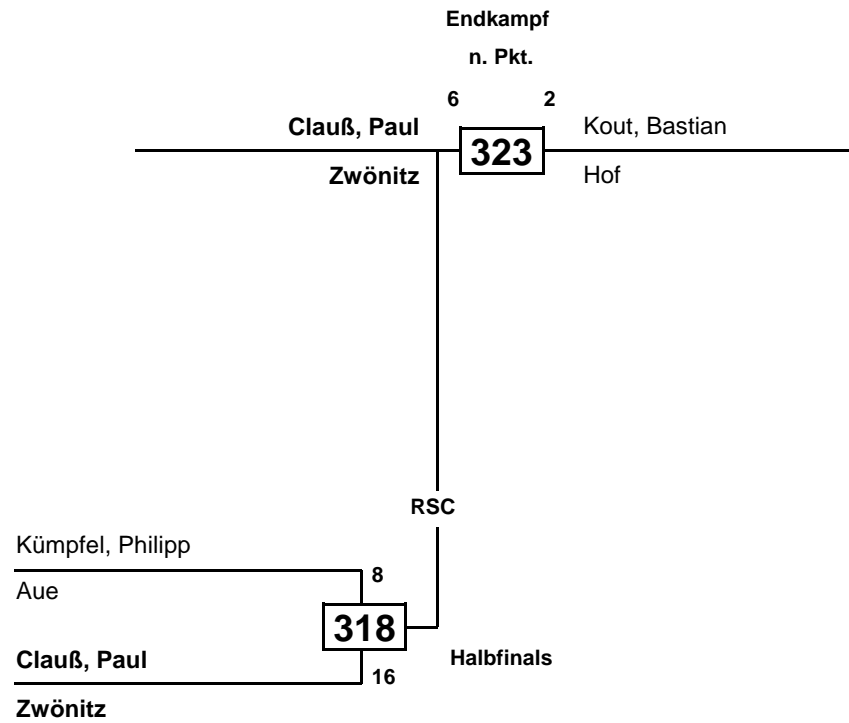 Endkampf
n. Pkt.
6 2
Clauß, Paul 323 Kout, Bastian
Zwönitz Hof
RSC
Kümpfel, Philipp
8
Aue
318
Clauß, Paul Halbfinals
16
Zwönitz